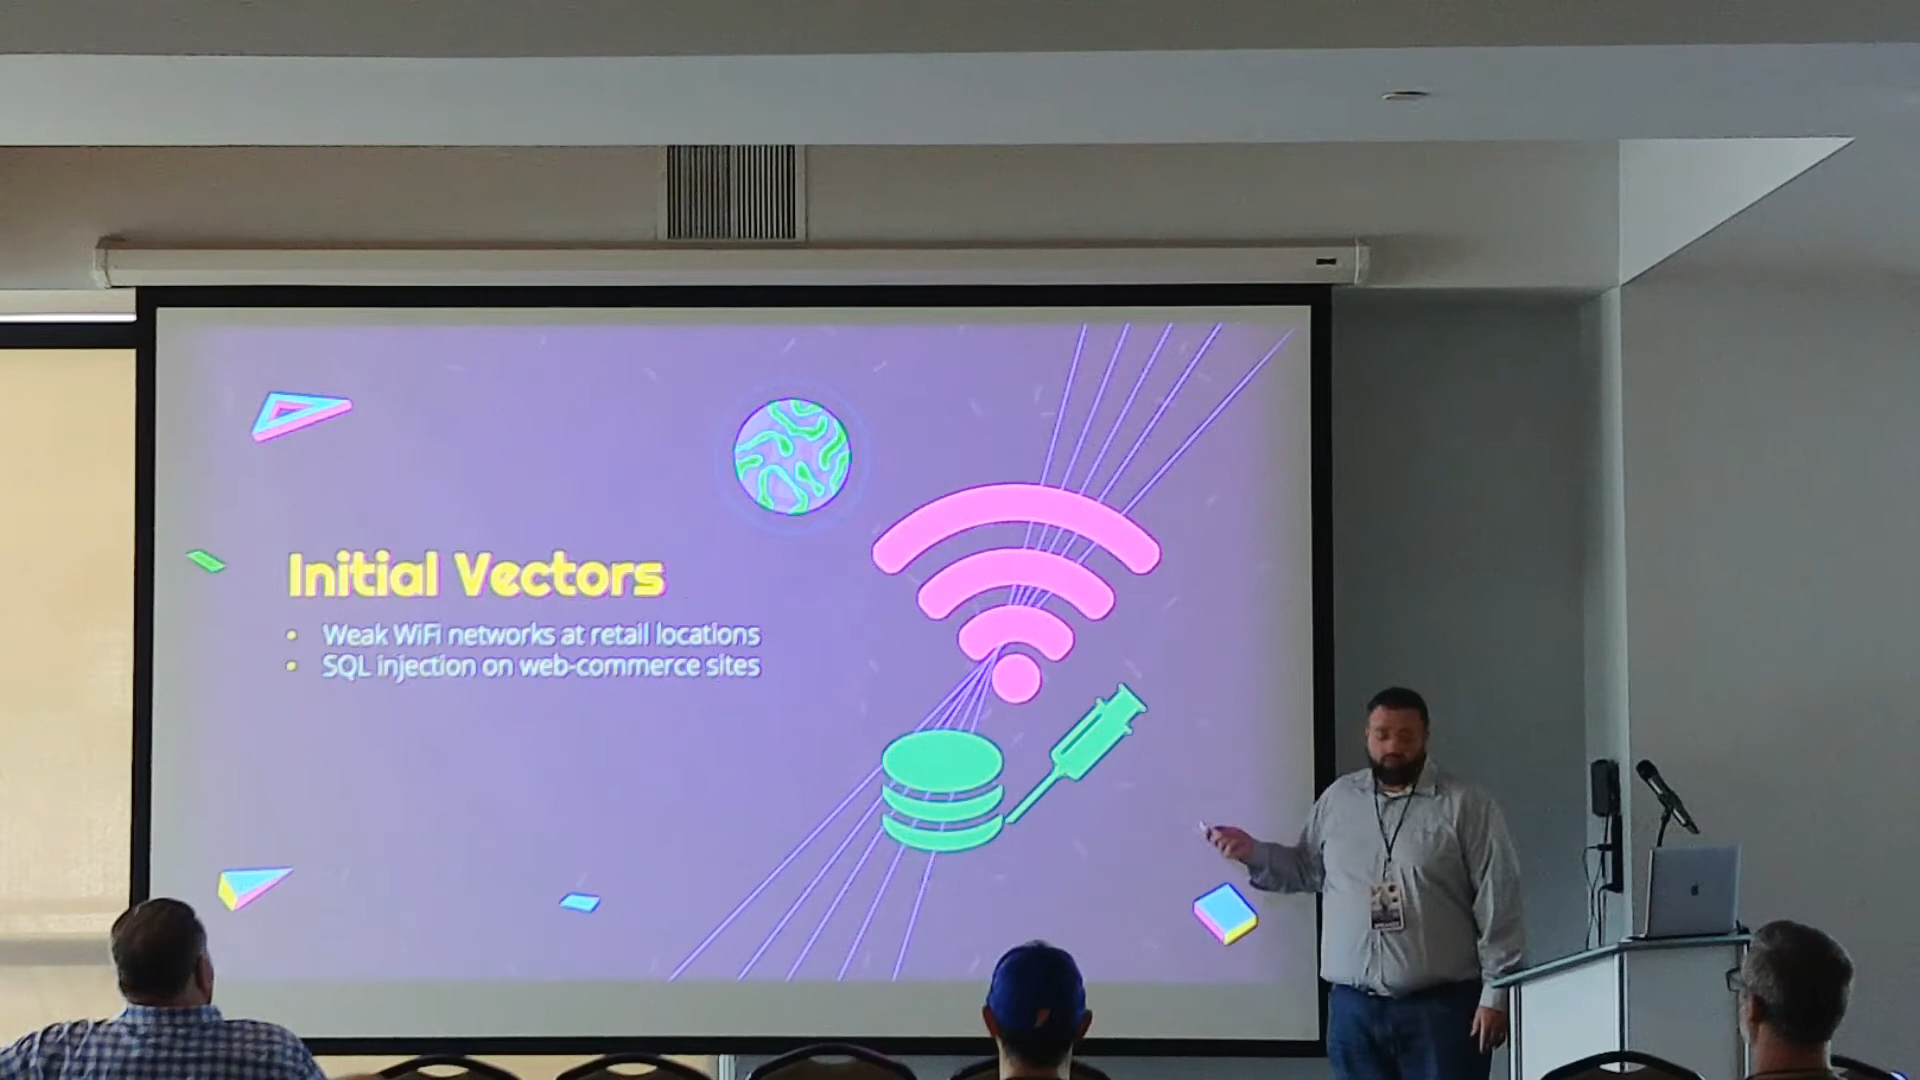 Initial Vectors
• Weak WiFi networks at retail locations
• SQL injection on web-commerce sites